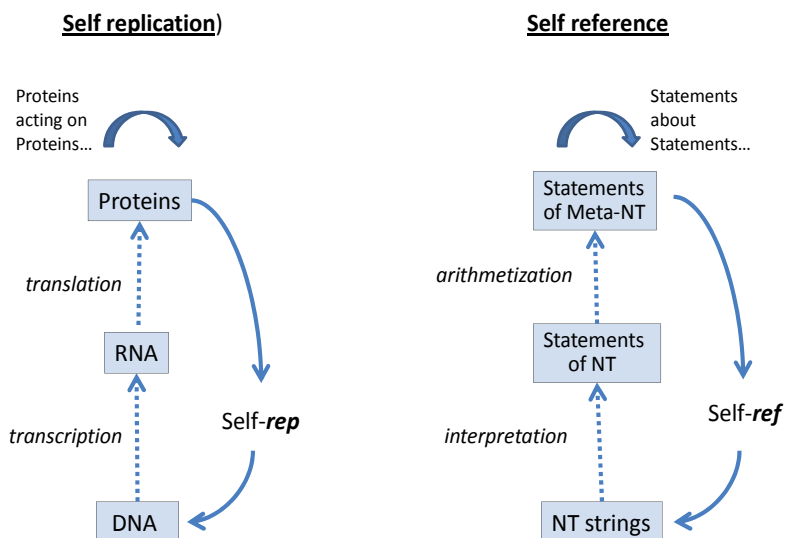 Self replication)
Proteins
acting on
Proteins...
Proteins
translation
RNA
transcription
Self-rep
DNA
Self reference
Statements
about
Statements...
Statements
of Meta-NT
arithmetization
Statements
of NT
interpretation
Self-ref
NT strings